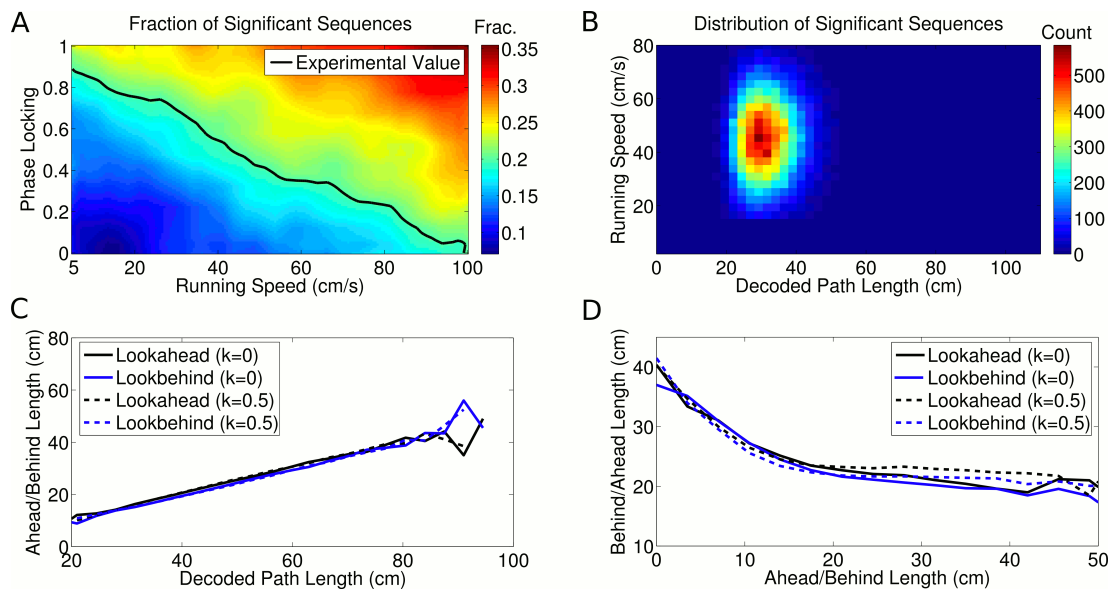 A
Fraction of Significant Sequences
Frac.
Experimental Value
Phase Locking
1
0.8
0.6
0.4
0.2
0
5 20 40 60 80 100
Running Speed (cm/s)
0.35
0.3
0.25
0.2
0.15
0.1
B
Distribution of Significant Sequences
Count
Running Speed (cm/s)
80
60
40
20
0 20 40 60 80 100
Decoded Path Length (cm)
500
400
300
200
100
0
C
Ahead/Behind Length (cm)
80
60
40
20
0
Lookahead (k=0)
Lookbehind (k=0)
Lookahead (k=0.5)
Lookbehind (k=0.5)
20 40 60 80 100
Decoded Path Length (cm)
D
Behind/Ahead Length (cm)
40
30
20
10
Lookahead (k=0)
Lookbehind (k=0)
Lookahead (k=0.5)
Lookbehind (k=0.5)
0 10 20 30 40 50
Ahead/Behind Length (cm)